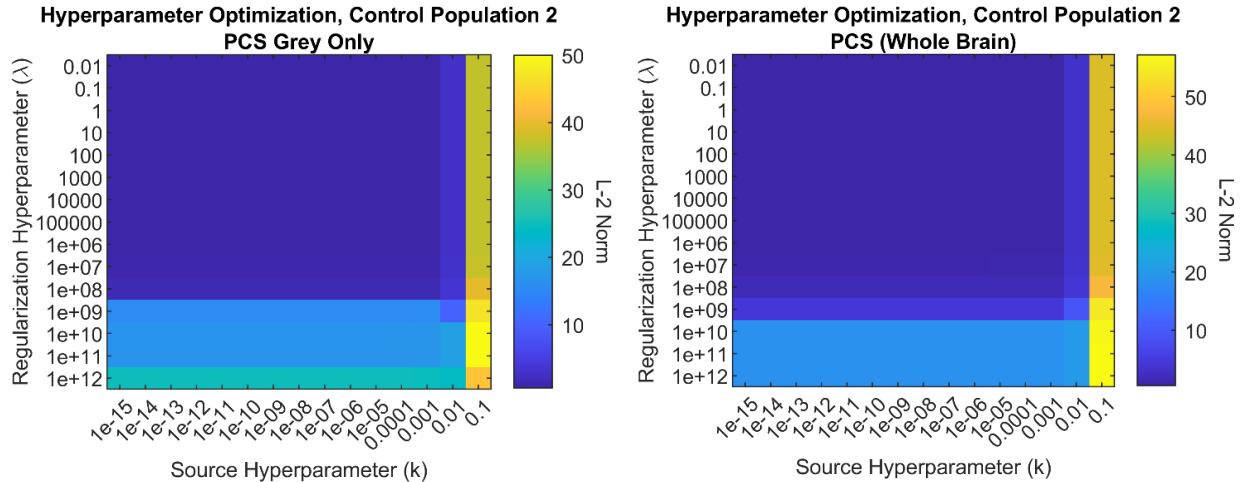 Hyperparameter Optimization, Control Population 2
PCS Grey Only
Regularization Hyperparameter (λ)
0.01
0.1
1
10
100
1000
10000
100000
1e+06
1e+07
1e+08
1e+09
1e+10
1e+11
1e+12
1e-15
1e-14
1e-13
1e-12
1e-11
1e-10
1e-09
1e-08
1e-07
1e-06
1e-05
0.0001
0.001
0.01
0.1
Source Hyperparameter (k)
50
40
30
20
10
L-2 Norm
Hyperparameter Optimization, Control Population 2
PCS (Whole Brain)
Regularization Hyperparameter (λ)
0.01
0.1
1
10
100
1000
10000
100000
1e+06
1e+07
1e+08
1e+09
1e+10
1e+11
1e+12
1e-15
1e-14
1e-13
1e-12
1e-11
1e-10
1e-09
1e-08
1e-07
1e-06
1e-05
0.0001
0.001
0.01
0.1
Source Hyperparameter (k)
50
40
30
20
10
L-2 Norm